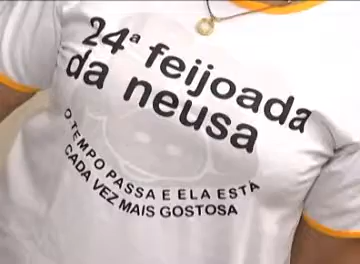 24ª feijoada
da neusa
O TEMPO PASSA E ELA ESTÁ
CADA VEZ MAIS GOSTOSA